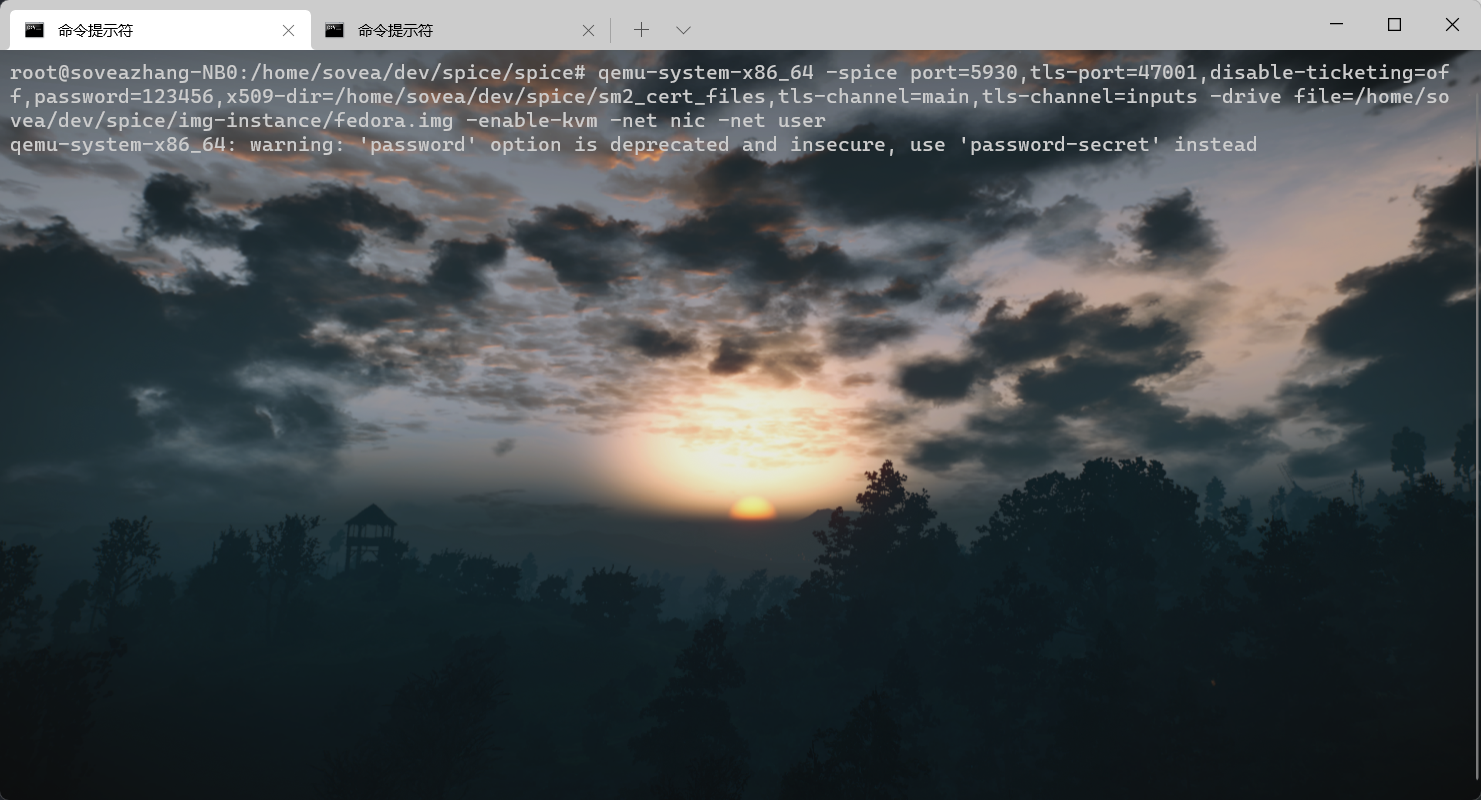 命令提示符 命令提示符
root@soveazhang-NB0:/home/sovea/dev/spice/spice# qemu-system-x86_64 -spice port=5930,tls-port=47001,disable-ticketing=of
f,password=123456,x509-dir=/home/sovea/dev/spice/sm2_cert_files,tls-channel=main,tls-channel=inputs -drive file=/home/so
vea/dev/spice/img-instance/fedora.img -enable-kvm -net nic -net user
qemu-system-x86_64: warning: 'password' option is deprecated and insecure, use 'password-secret' instead